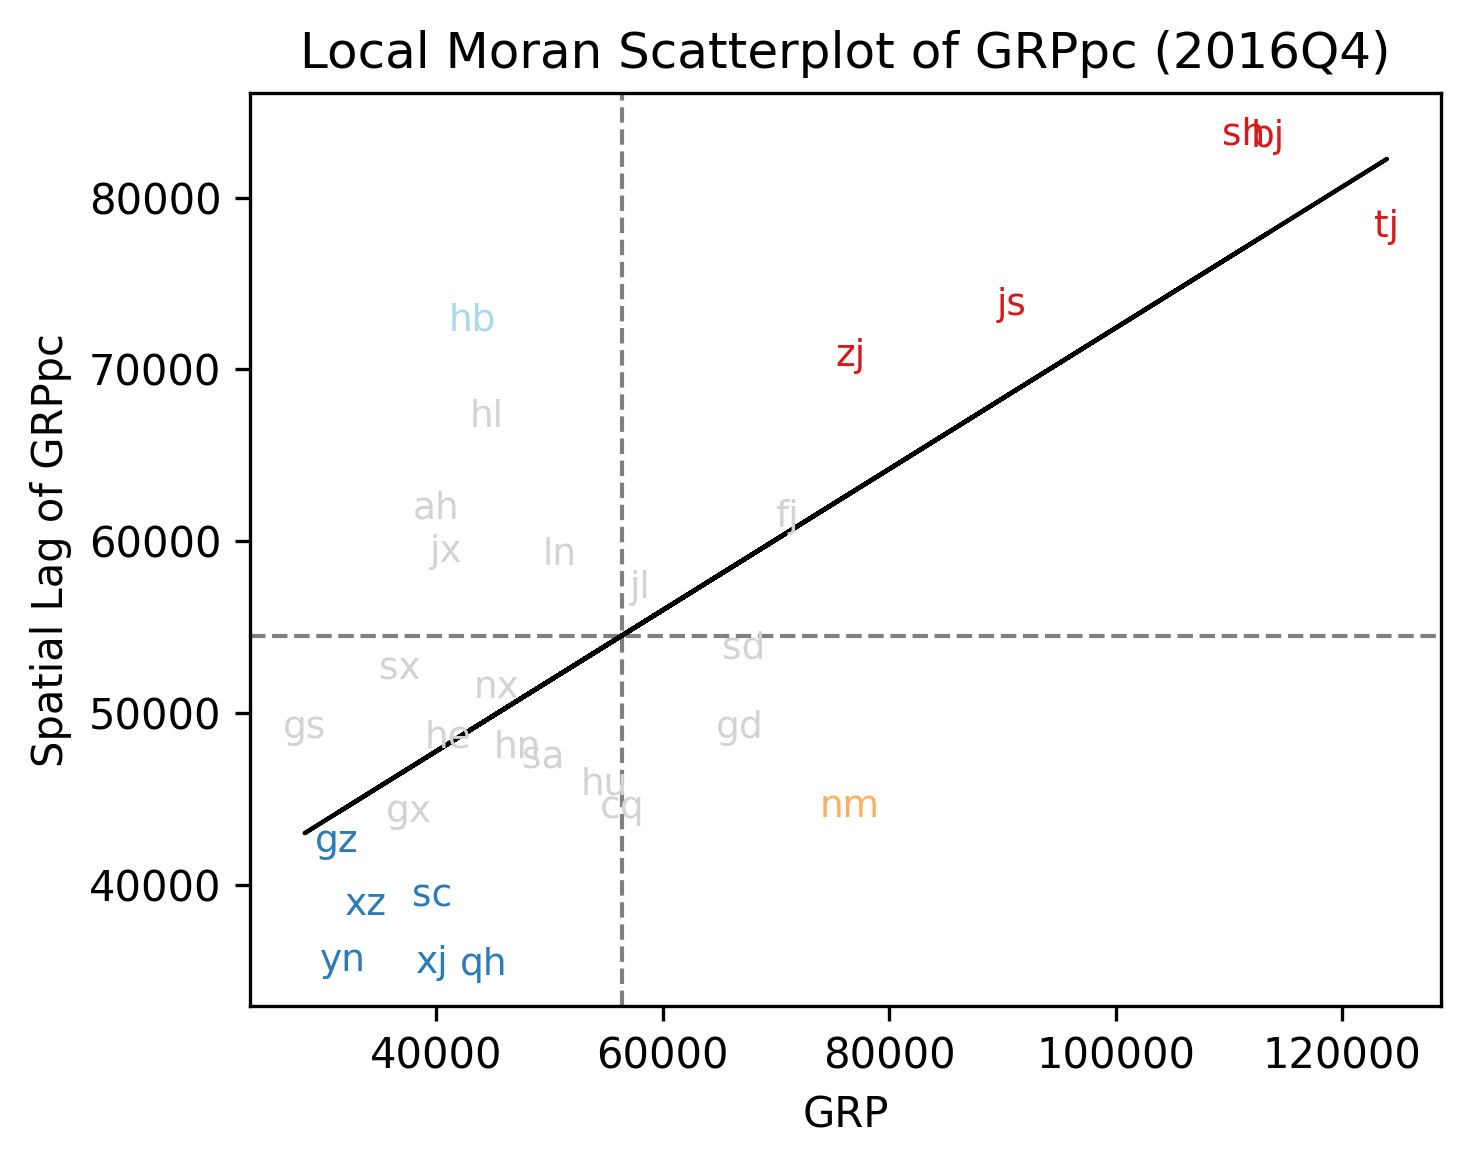 Local Moran Scatterplot of GRPpc (2016Q4)
sh bj
80000
tj
hb
js
zj
70000
hl
ah
fj
jx
ln
60000
jl
Spatial Lag of GRPpc
sd
sx
nx
50000
gs
he
hn
sa
gd
hu
gx
cq
nm
gz
40000
xz
sc
yn
xj
qh
40000 60000 80000 100000 120000
GRP